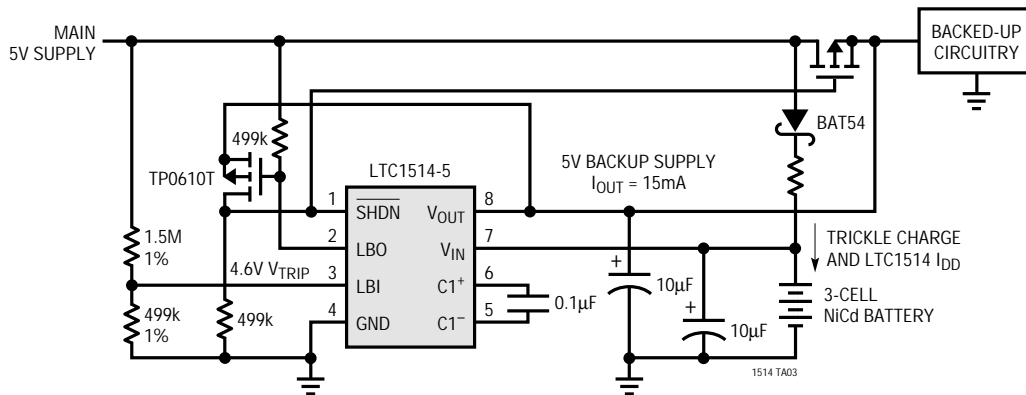 MAIN
5V SUPPLY
BACKED-UP
CIRCUITRY
BAT54
499k
TP0610T
LTC1514-5
5V BACKUP SUPPLY
I_OUT = 15mA
1
SHDN
V_OUT
8
2
LBO
V_IN
7
1.5M
1%
4.6V V_TRIP
3
LBI
C1+
6
0.1µF
4
GND
C1–
5
499k
1%
499k
+
10µF
+
10µF
TRICKLE CHARGE
AND LTC1514 I_DD
3-CELL
NiCd BATTERY
1514 TA03